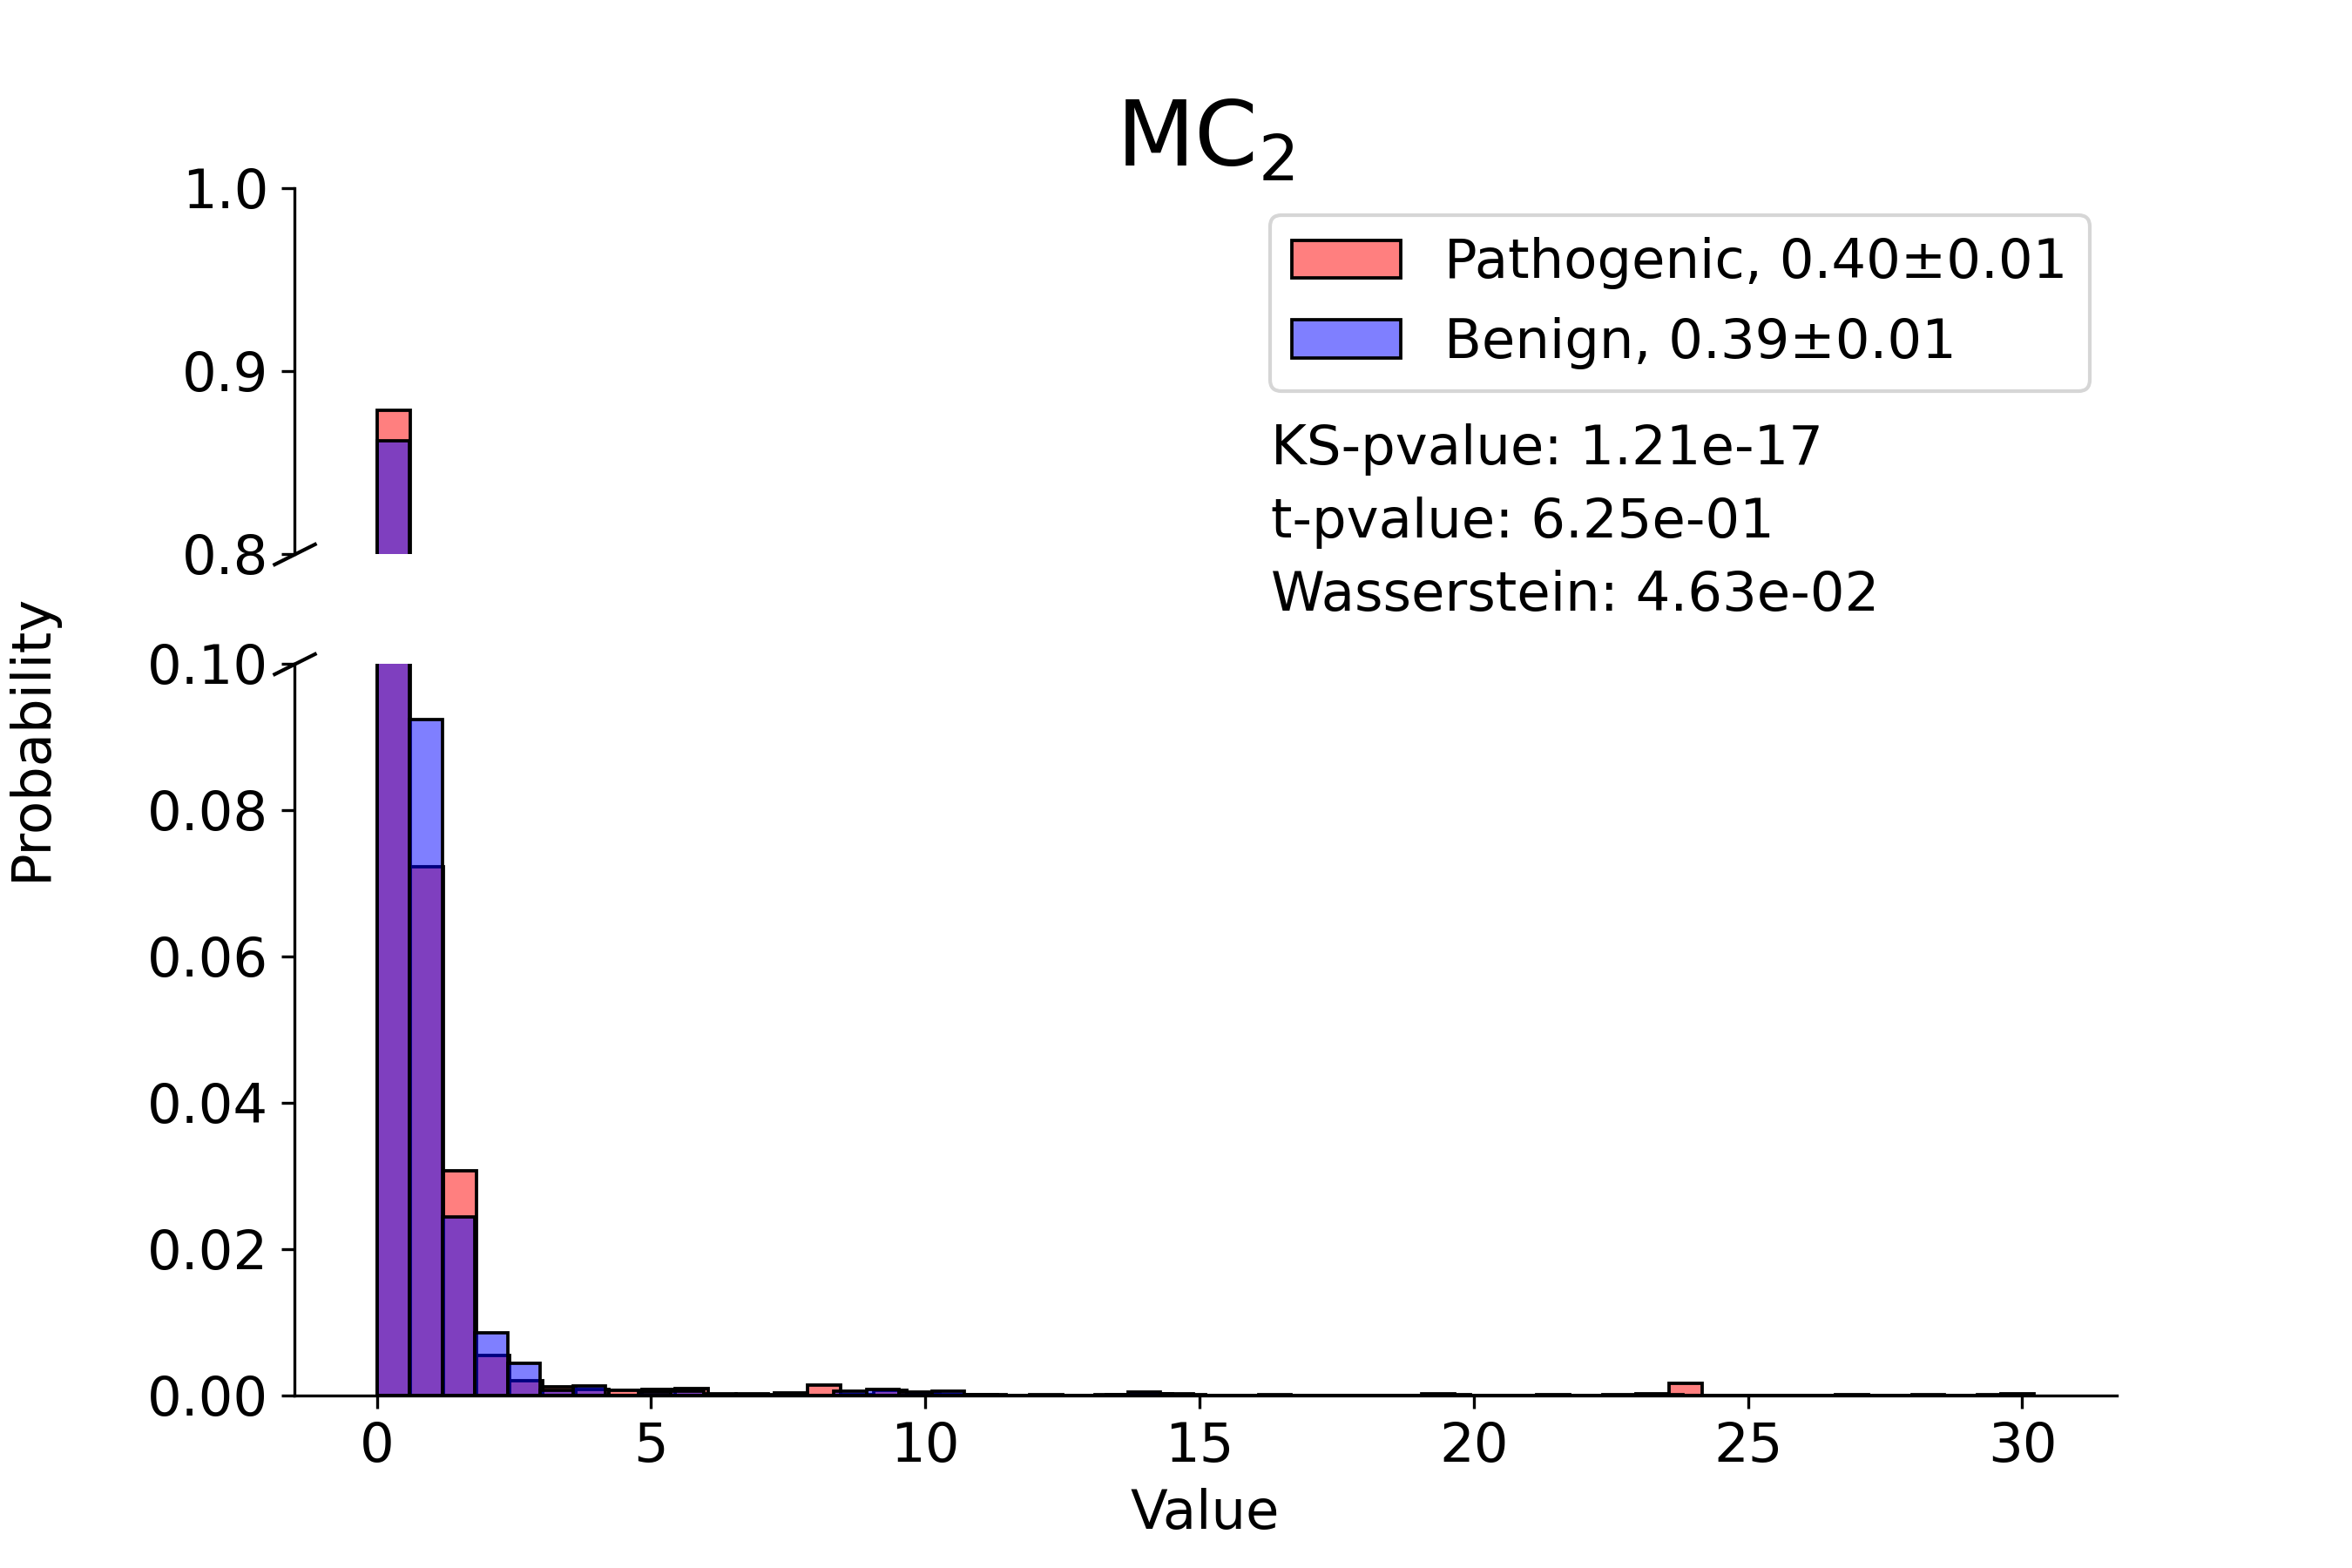 MC₂
Pathogenic, 0.40±0.01
Benign, 0.39±0.01
KS-pvalue: 1.21e-17
t-pvalue: 6.25e-01
Wasserstein: 4.63e-02
Probability
1.0
0.9
0.8
0.10
0.08
0.06
0.04
0.02
0.00
0 5 10 15 20 25 30
Value